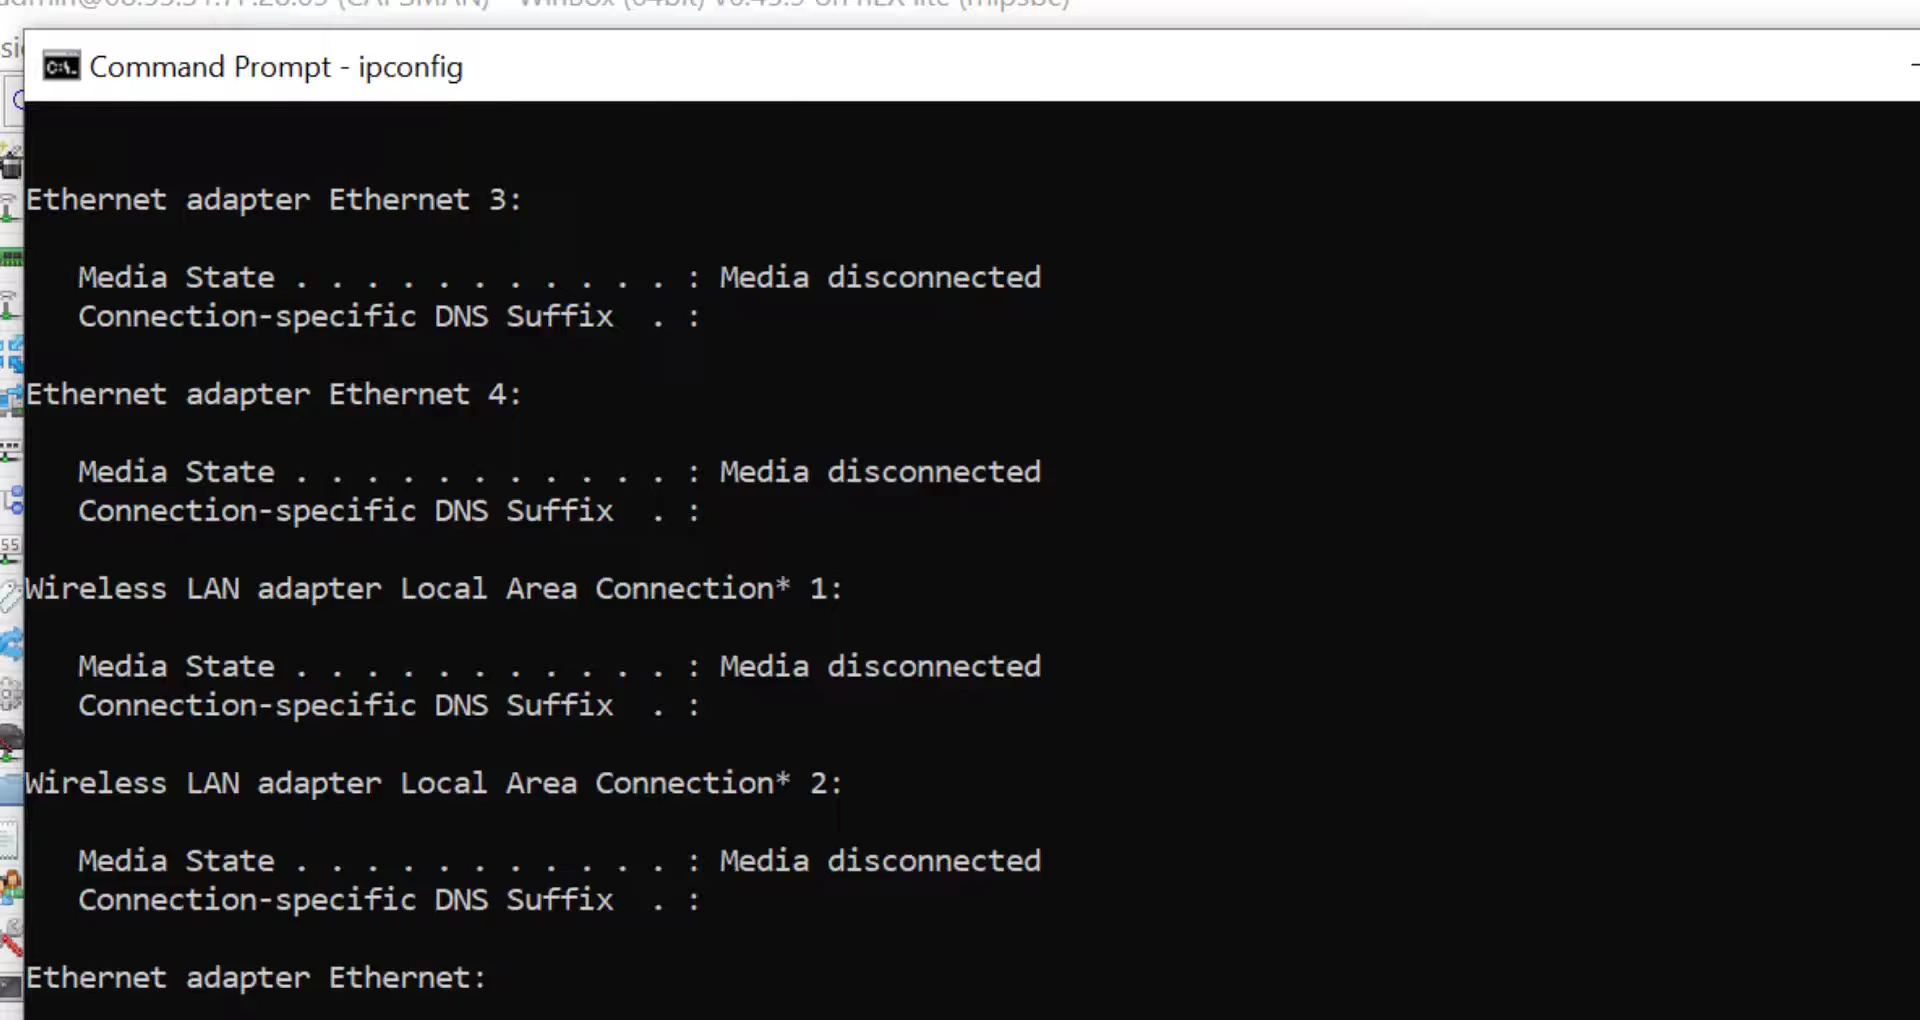 (CAPSMAN) - WinBox (64bit)
Command Prompt - ipconfig
Ethernet adapter Ethernet 3:
Media State . . . . . . . . . . . : Media disconnected
Connection-specific DNS Suffix  . :
Ethernet adapter Ethernet 4:
Media State . . . . . . . . . . . : Media disconnected
Connection-specific DNS Suffix  . :
Wireless LAN adapter Local Area Connection* 1:
Media State . . . . . . . . . . . : Media disconnected
Connection-specific DNS Suffix  . :
Wireless LAN adapter Local Area Connection* 2:
Media State . . . . . . . . . . . : Media disconnected
Connection-specific DNS Suffix  . :
Ethernet adapter Ethernet: